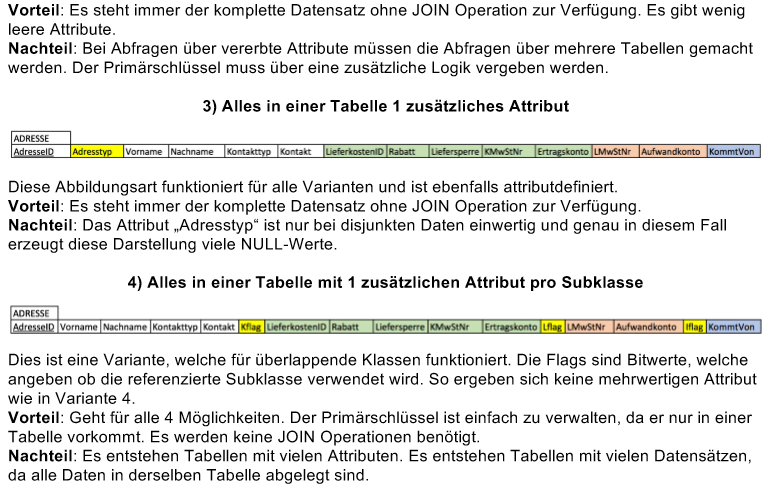 Vorteil: Es steht immer der komplette Datensatz ohne JOIN Operation zur Verfügung. Es gibt wenig
leere Attribute.
Nachteil: Bei Abfragen über vererbte Attribute müssen die Abfragen über mehrere Tabellen gemacht
werden. Der Primärschlüssel muss über eine zusätzliche Logik vergeben werden.
3) Alles in einer Tabelle 1 zusätzliches Attribut
ADRESSE
AdresseID Adresstyp Vorname Nachname Kontakttyp Kontakt LieferkostenID Rabatt Liefersperre KMwStNr Ertragskonto LMwStNr Aufwandkonto KommtVon
Diese Abbildungsart funktioniert für alle Varianten und ist ebenfalls attributdefiniert.
Vorteil: Es steht immer der komplette Datensatz ohne JOIN Operation zur Verfügung.
Nachteil: Das Attribut „Adresstyp“ ist nur bei disjunkten Daten einwertig und genau in diesem Fall
erzeugt diese Darstellung viele NULL-Werte.
4) Alles in einer Tabelle mit 1 zusätzlichen Attribut pro Subklasse
ADRESSE
AdresseID Vorname Nachname Kontakttyp Kontakt Kflag LieferkostenID Rabatt Liefersperre KMwStNr Ertragskonto Lflag LMwStNr Aufwandkonto Iflag KommtVon
Dies ist eine Variante, welche für überlappende Klassen funktioniert. Die Flags sind Bitwerte, welche
angeben ob die referenzierte Subklasse verwendet wird. So ergeben sich keine mehrwertigen Attribut
wie in Variante 4.
Vorteil: Geht für alle 4 Möglichkeiten. Der Primärschlüssel ist einfach zu verwalten, da er nur in einer
Tabelle vorkommt. Es werden keine JOIN Operationen benötigt.
Nachteil: Es entstehen Tabellen mit vielen Attributen. Es entstehen Tabellen mit vielen Datensätzen,
da alle Daten in derselben Tabelle abgelegt sind.